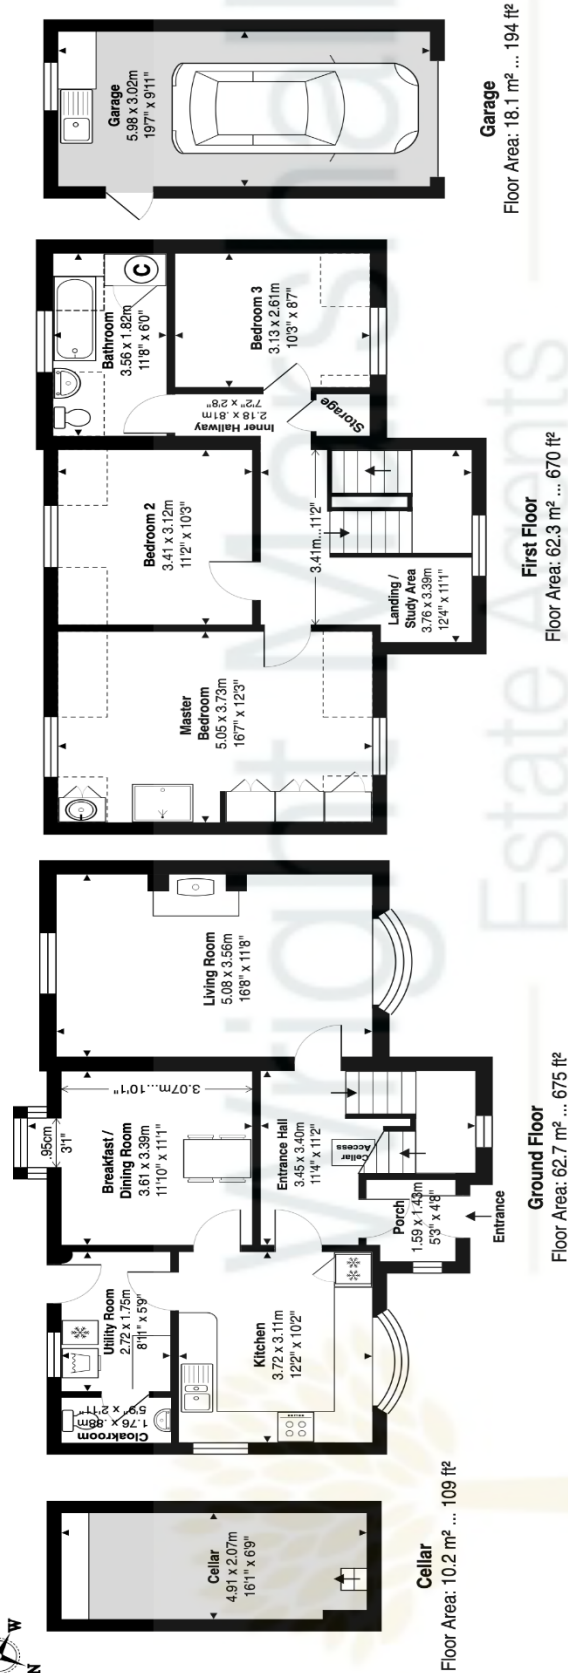 W
N
Cellar
4.91 x 2.07m
16'1" x 6'9"
Cellar
Floor Area: 10.2 m² ... 109 ft²
Cloakroom
1.76 x .88m
5'9" x 2'11"
Utility Room
2.72 x 1.75m
8'11" x 5'9"
Kitchen
3.72 x 3.11m
12'2" x 10'2"
.95cm
3'1"
Breakfast /
Dining Room
3.61 x 3.39m
11'10" x 11'1"
3.07m...10'1"
Entrance Hall
3.45 x 3.40m
11'4" x 11'2"
Cellar
Access
Porch
1.59 x 1.43m
5'3" x 4'8"
Entrance
Living Room
5.08 x 3.56m
16'8" x 11'8"
Ground Floor
Floor Area: 62.7 m² ... 675 ft²
Master
Bedroom
5.05 x 3.73m
16'7" x 12'3"
Bedroom 2
3.41 x 3.12m
11'2" x 10'3"
3.41m...11'2"
Landing /
Study Area
3.76 x 3.39m
12'4" x 11'1"
Bathroom
3.56 x 1.82m
11'8" x 6'0"
C
Inner Hallway
2.18 x .81m
7'2" x 2'8"
Storage
Bedroom 3
3.13 x 2.61m
10'3" x 8'7"
First Floor
Floor Area: 62.3 m² ... 670 ft²
Garage
5.98 x 3.02m
19'7" x 9'11"
Garage
Floor Area: 18.1 m² ... 194 ft²
Wright Marshall
Estate Agents